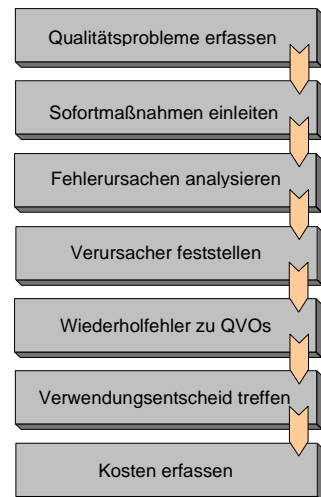 Qualitätsprobleme erfassen
Sofortmaßnahmen einleiten
Fehlerursachen analysieren
Verursacher feststellen
Wiederholfehler zu QVOs
Verwendungsentscheid treffen
Kosten erfassen